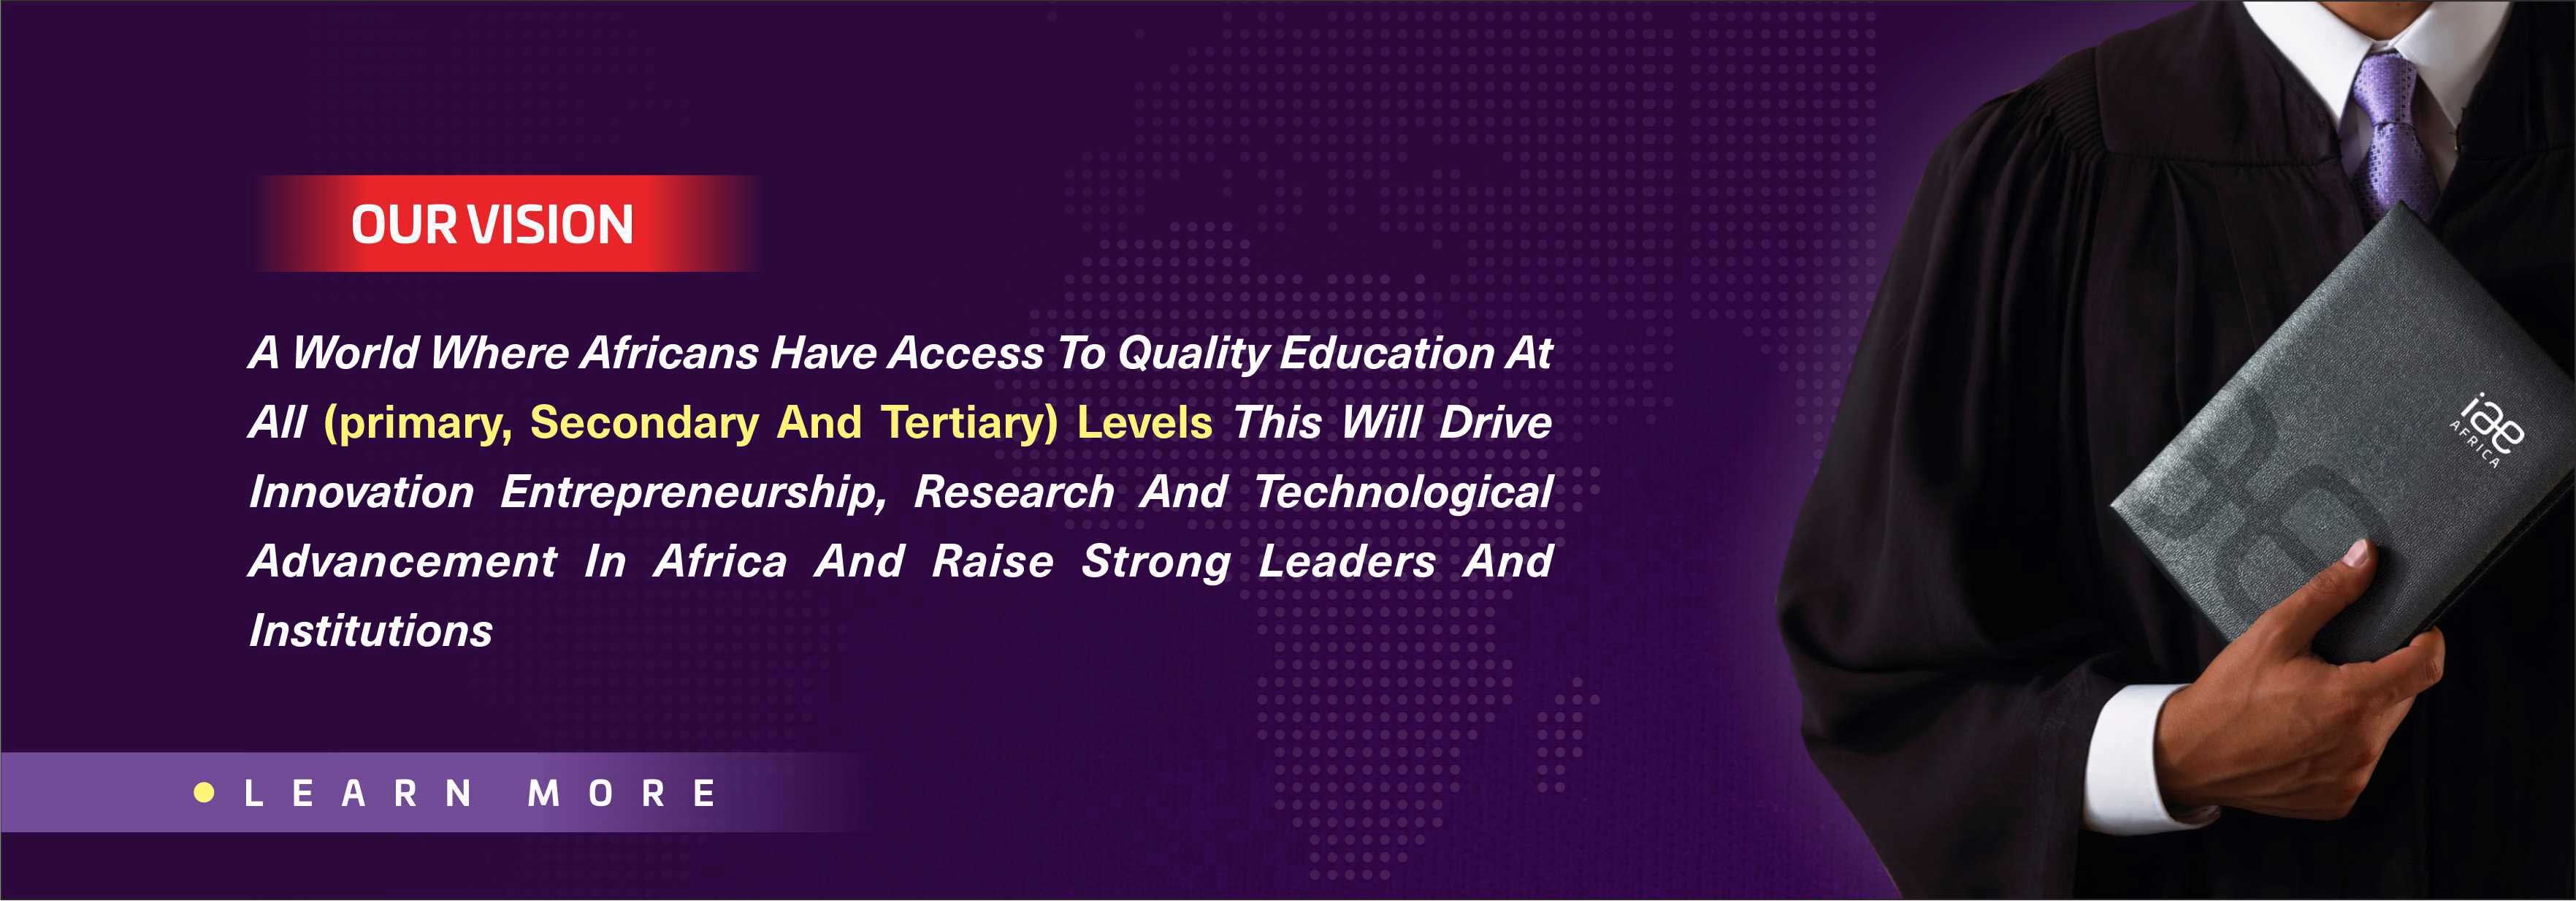 OUR VISION
A World Where Africans Have Access To Quality Education At
All (primary, Secondary And Tertiary) Levels This Will Drive
Innovation Entrepreneurship, Research And Technological
Advancement In Africa And Raise Strong Leaders And
Institutions
LEARN MORE
iae
AFRICA